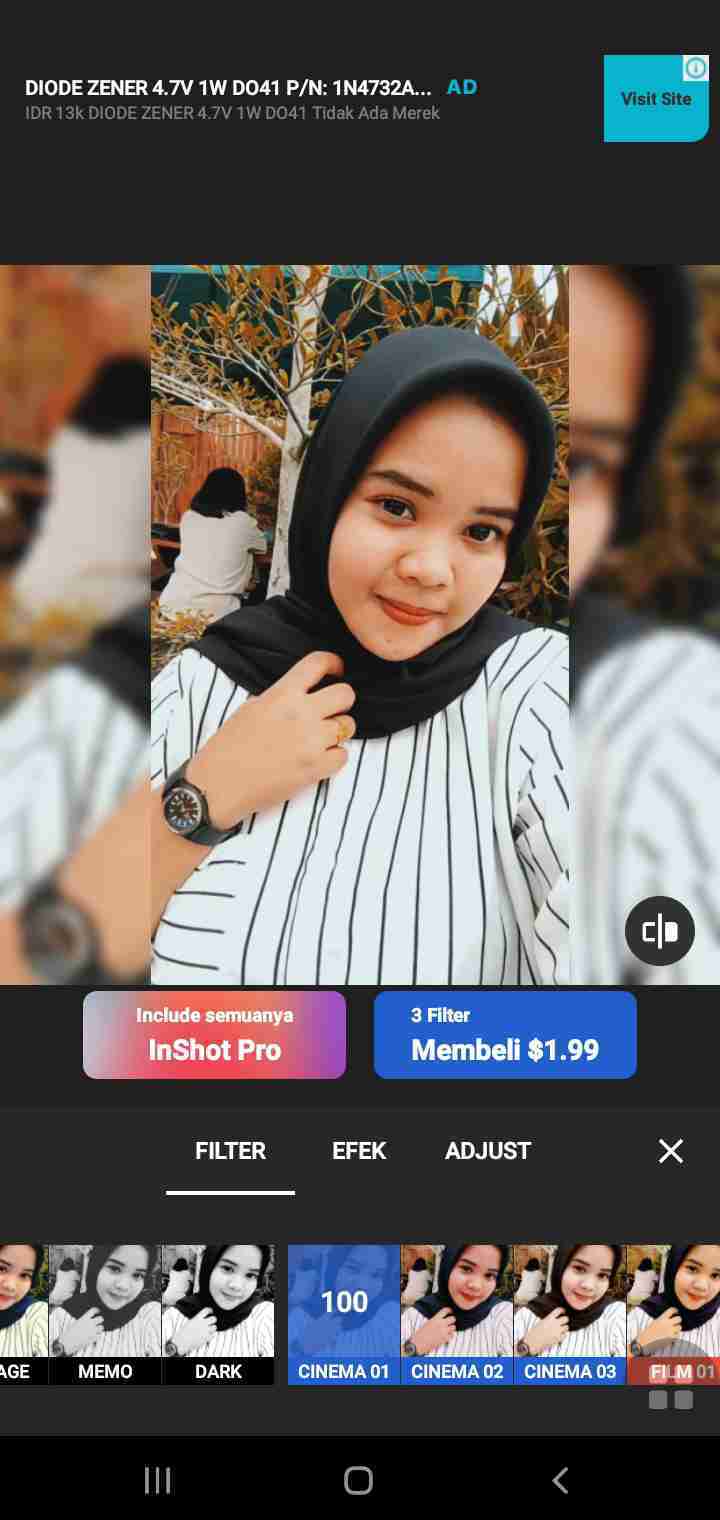 DIODE ZENER 4.7V 1W DO41 P/N: 1N4732A... AD
IDR 13k DIODE ZENER 4.7V 1W DO41 Tidak Ada Merek
Visit Site
Include semuanya
InShot Pro
3 Filter
Membeli $1.99
FILTER EFEK ADJUST
100
AGE MEMO DARK CINEMA 01 CINEMA 02 CINEMA 03 FILM 01